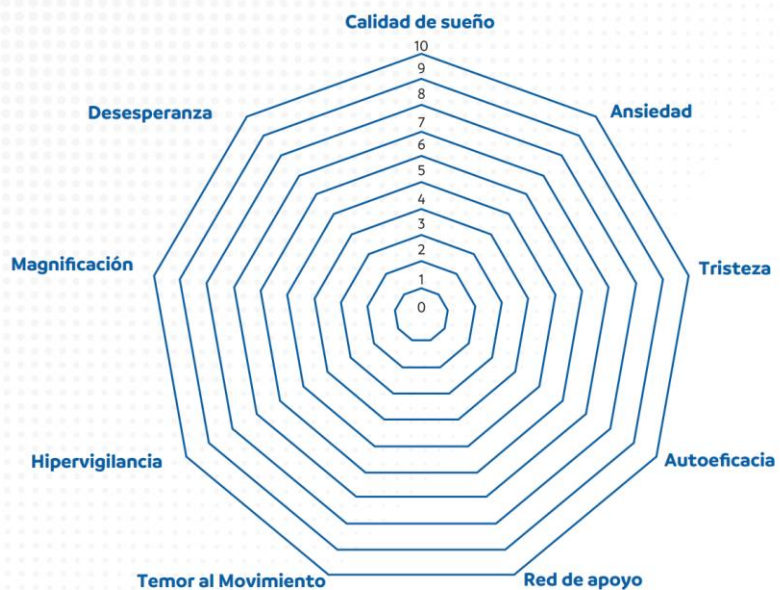 Calidad de sueño
10
9
8
7
6
5
4
3
2
1
0
Desesperanza
Ansiedad
Magnificación
Tristeza
Hipervigilancia
Autoeficacia
Temor al Movimiento
Red de apoyo